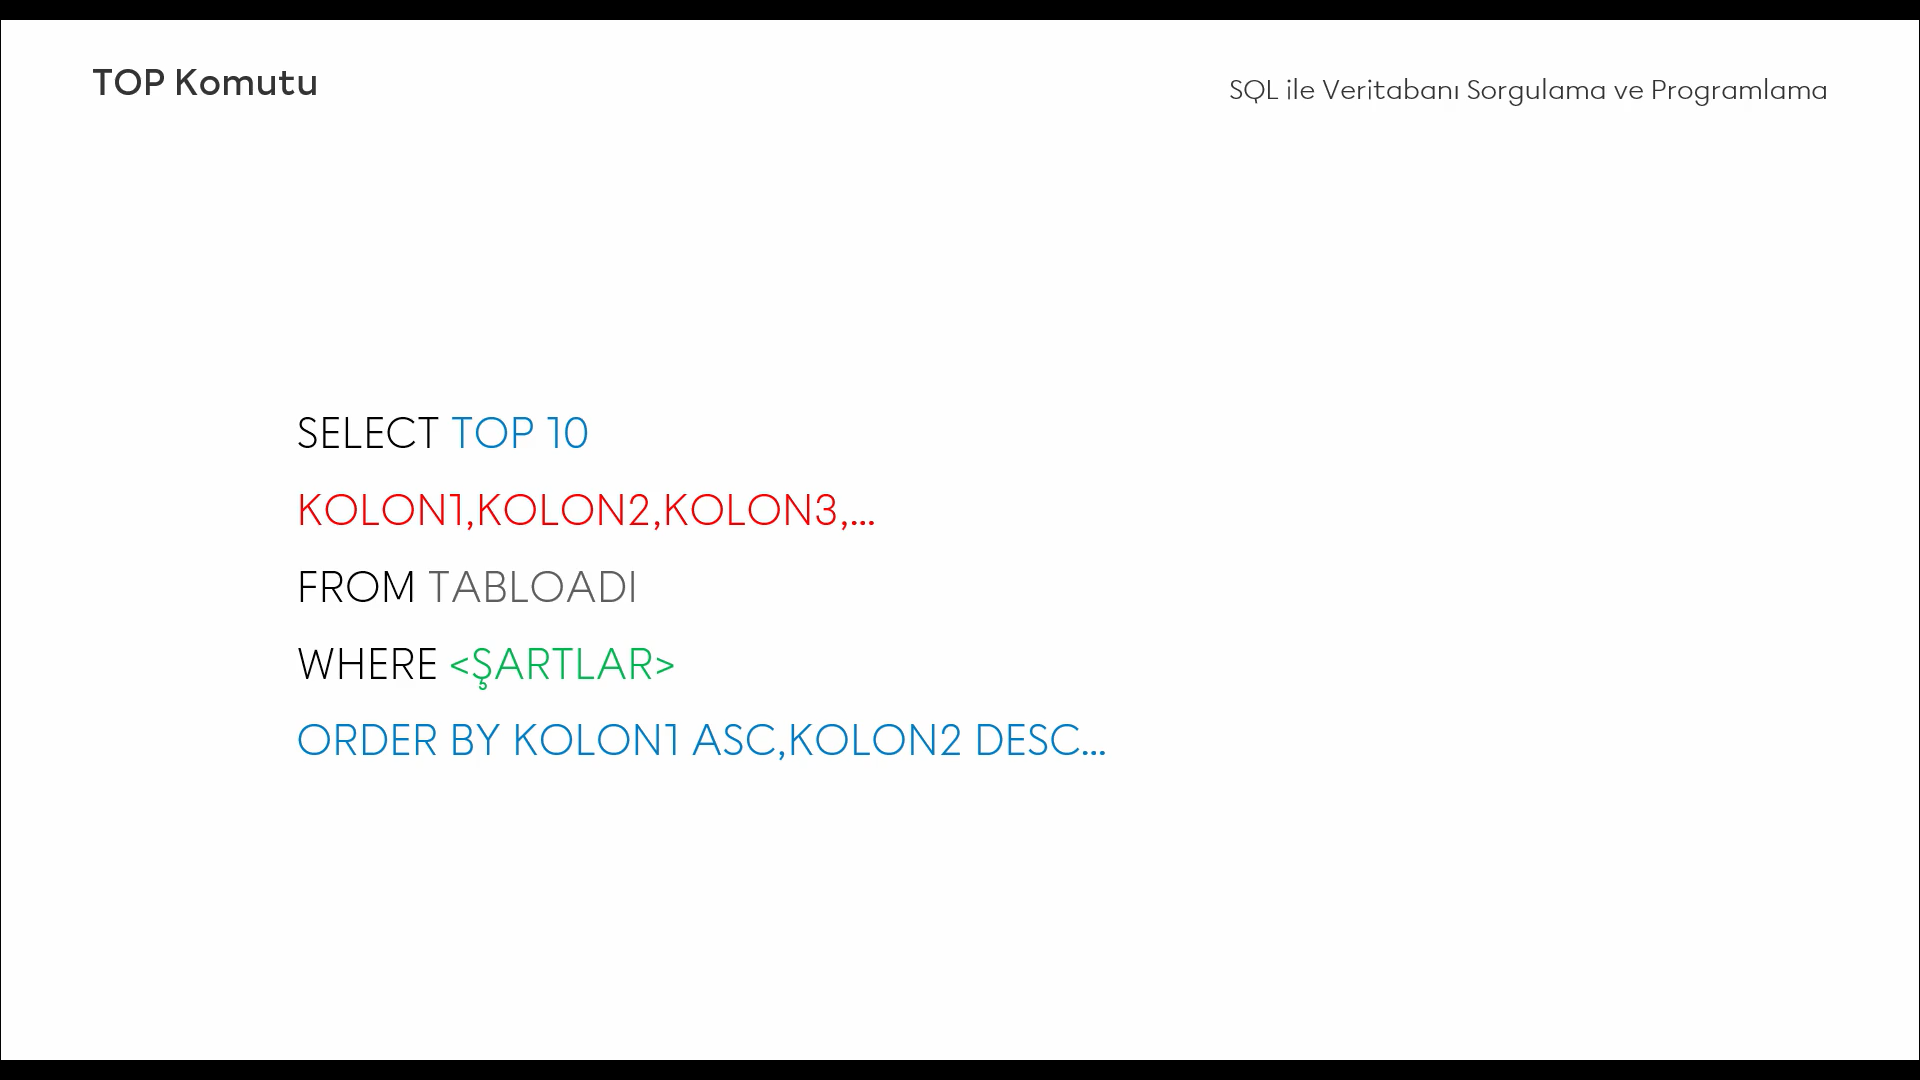 TOP Komutu
SQL ile Veritabanı Sorgulama ve Programlama
SELECT TOP 10
KOLON1,KOLON2,KOLON3,...
FROM TABLOADI
WHERE <ŞARTLAR>
ORDER BY KOLON1 ASC,KOLON2 DESC...